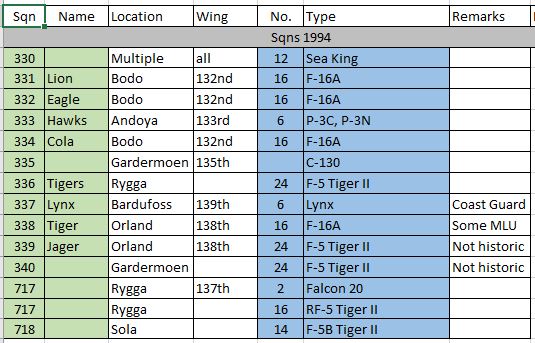 Sqn Name Location Wing No. Type Remarks
Sqns 1994
330 Multiple all 12 Sea King
331 Lion Bodo 132nd 16 F-16A
332 Eagle Bodo 132nd 16 F-16A
333 Hawks Andoya 133rd 6 P-3C, P-3N
334 Cola Bodo 132nd 16 F-16A
335 Gardermoen 135th C-130
336 Tigers Rygga 24 F-5 Tiger II
337 Lynx Bardufoss 139th 6 Lynx Coast Guard
338 Tiger Orland 138th 16 F-16A Some MLU
339 Jager Orland 138th 24 F-5 Tiger II Not historic
340 Gardermoen 24 F-5 Tiger II Not historic
717 Rygga 137th 2 Falcon 20
717 Rygga 16 RF-5 Tiger II
718 Sola 14 F-5B Tiger II